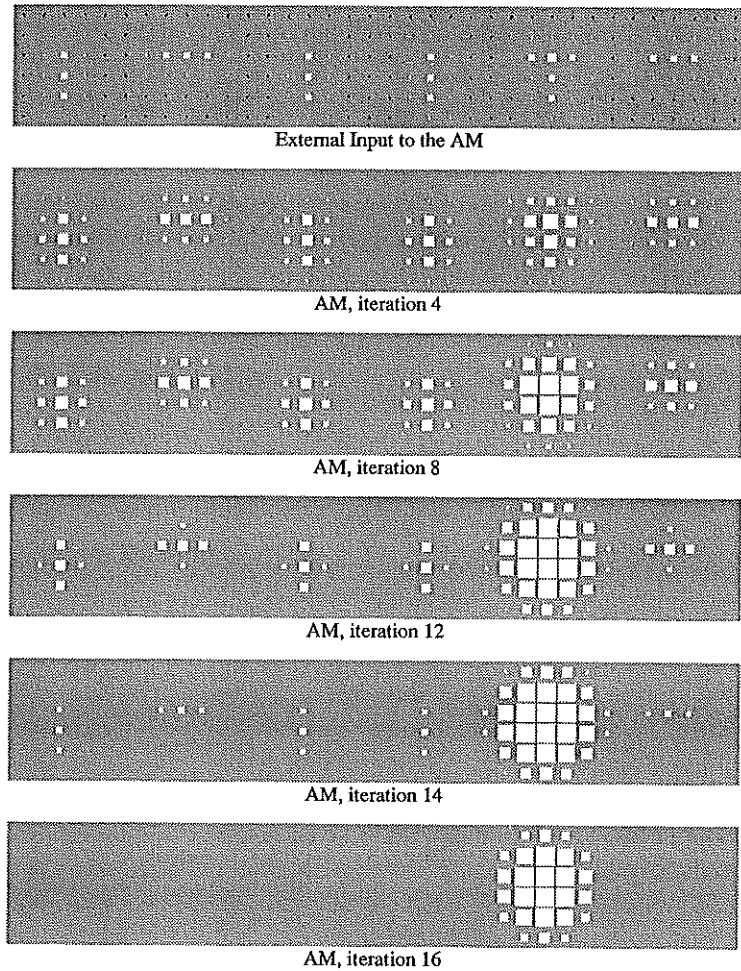 External Input to the AM
AM, iteration 4
AM, iteration 8
AM, iteration 12
AM, iteration 14
AM, iteration 16